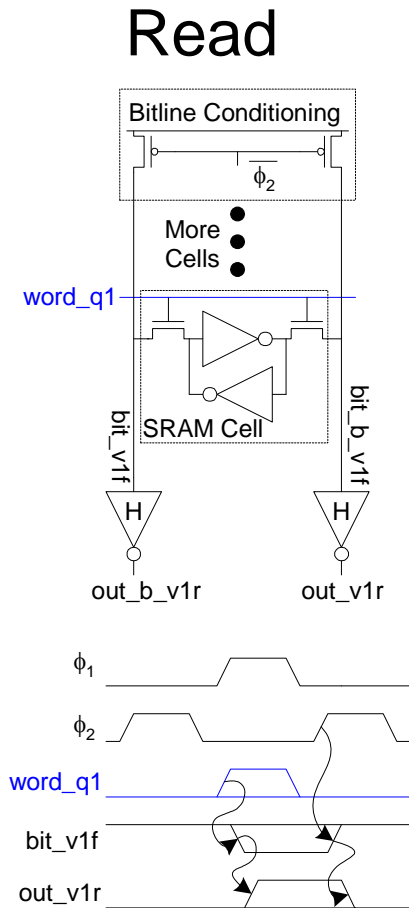 Read
Bitline Conditioning
φ2
More
Cells
word_q1
bit_v1f
bit_b_v1f
SRAM Cell
H
H
out_b_v1r
out_v1r
φ1
φ2
word_q1
bit_v1f
out_v1r